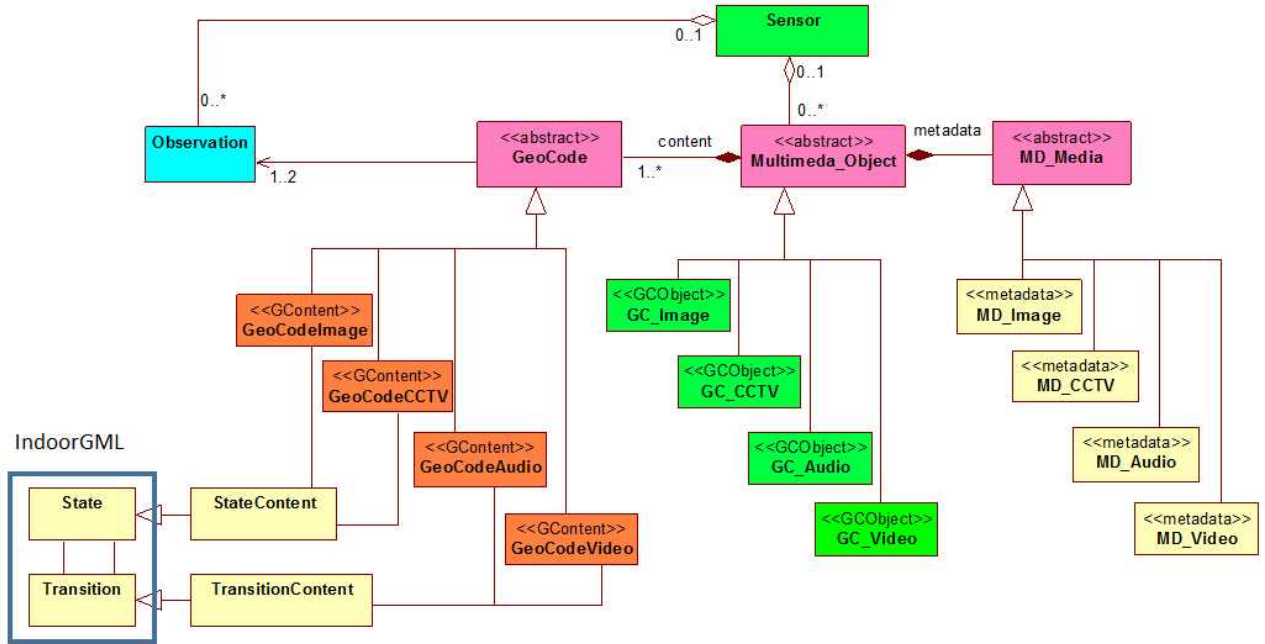 Sensor
0..1
0..1
0..*
0..*
Observation
1..2
<<abstract>>
GeoCode
content
1..*
<<abstract>>
Multimeda_Object
metadata
<<abstract>>
MD_Media
<<GContent>>
GeoCodeImage
<<GContent>>
GeoCodeCCTV
<<GContent>>
GeoCodeAudio
<<GContent>>
GeoCodeVideo
<<GCObject>>
GC_Image
<<GCObject>>
GC_CCTV
<<GCObject>>
GC_Audio
<<GCObject>>
GC_Video
<<metadata>>
MD_Image
<<metadata>>
MD_CCTV
<<metadata>>
MD_Audio
<<metadata>>
MD_Video
IndoorGML
State
StateContent
Transition
TransitionContent